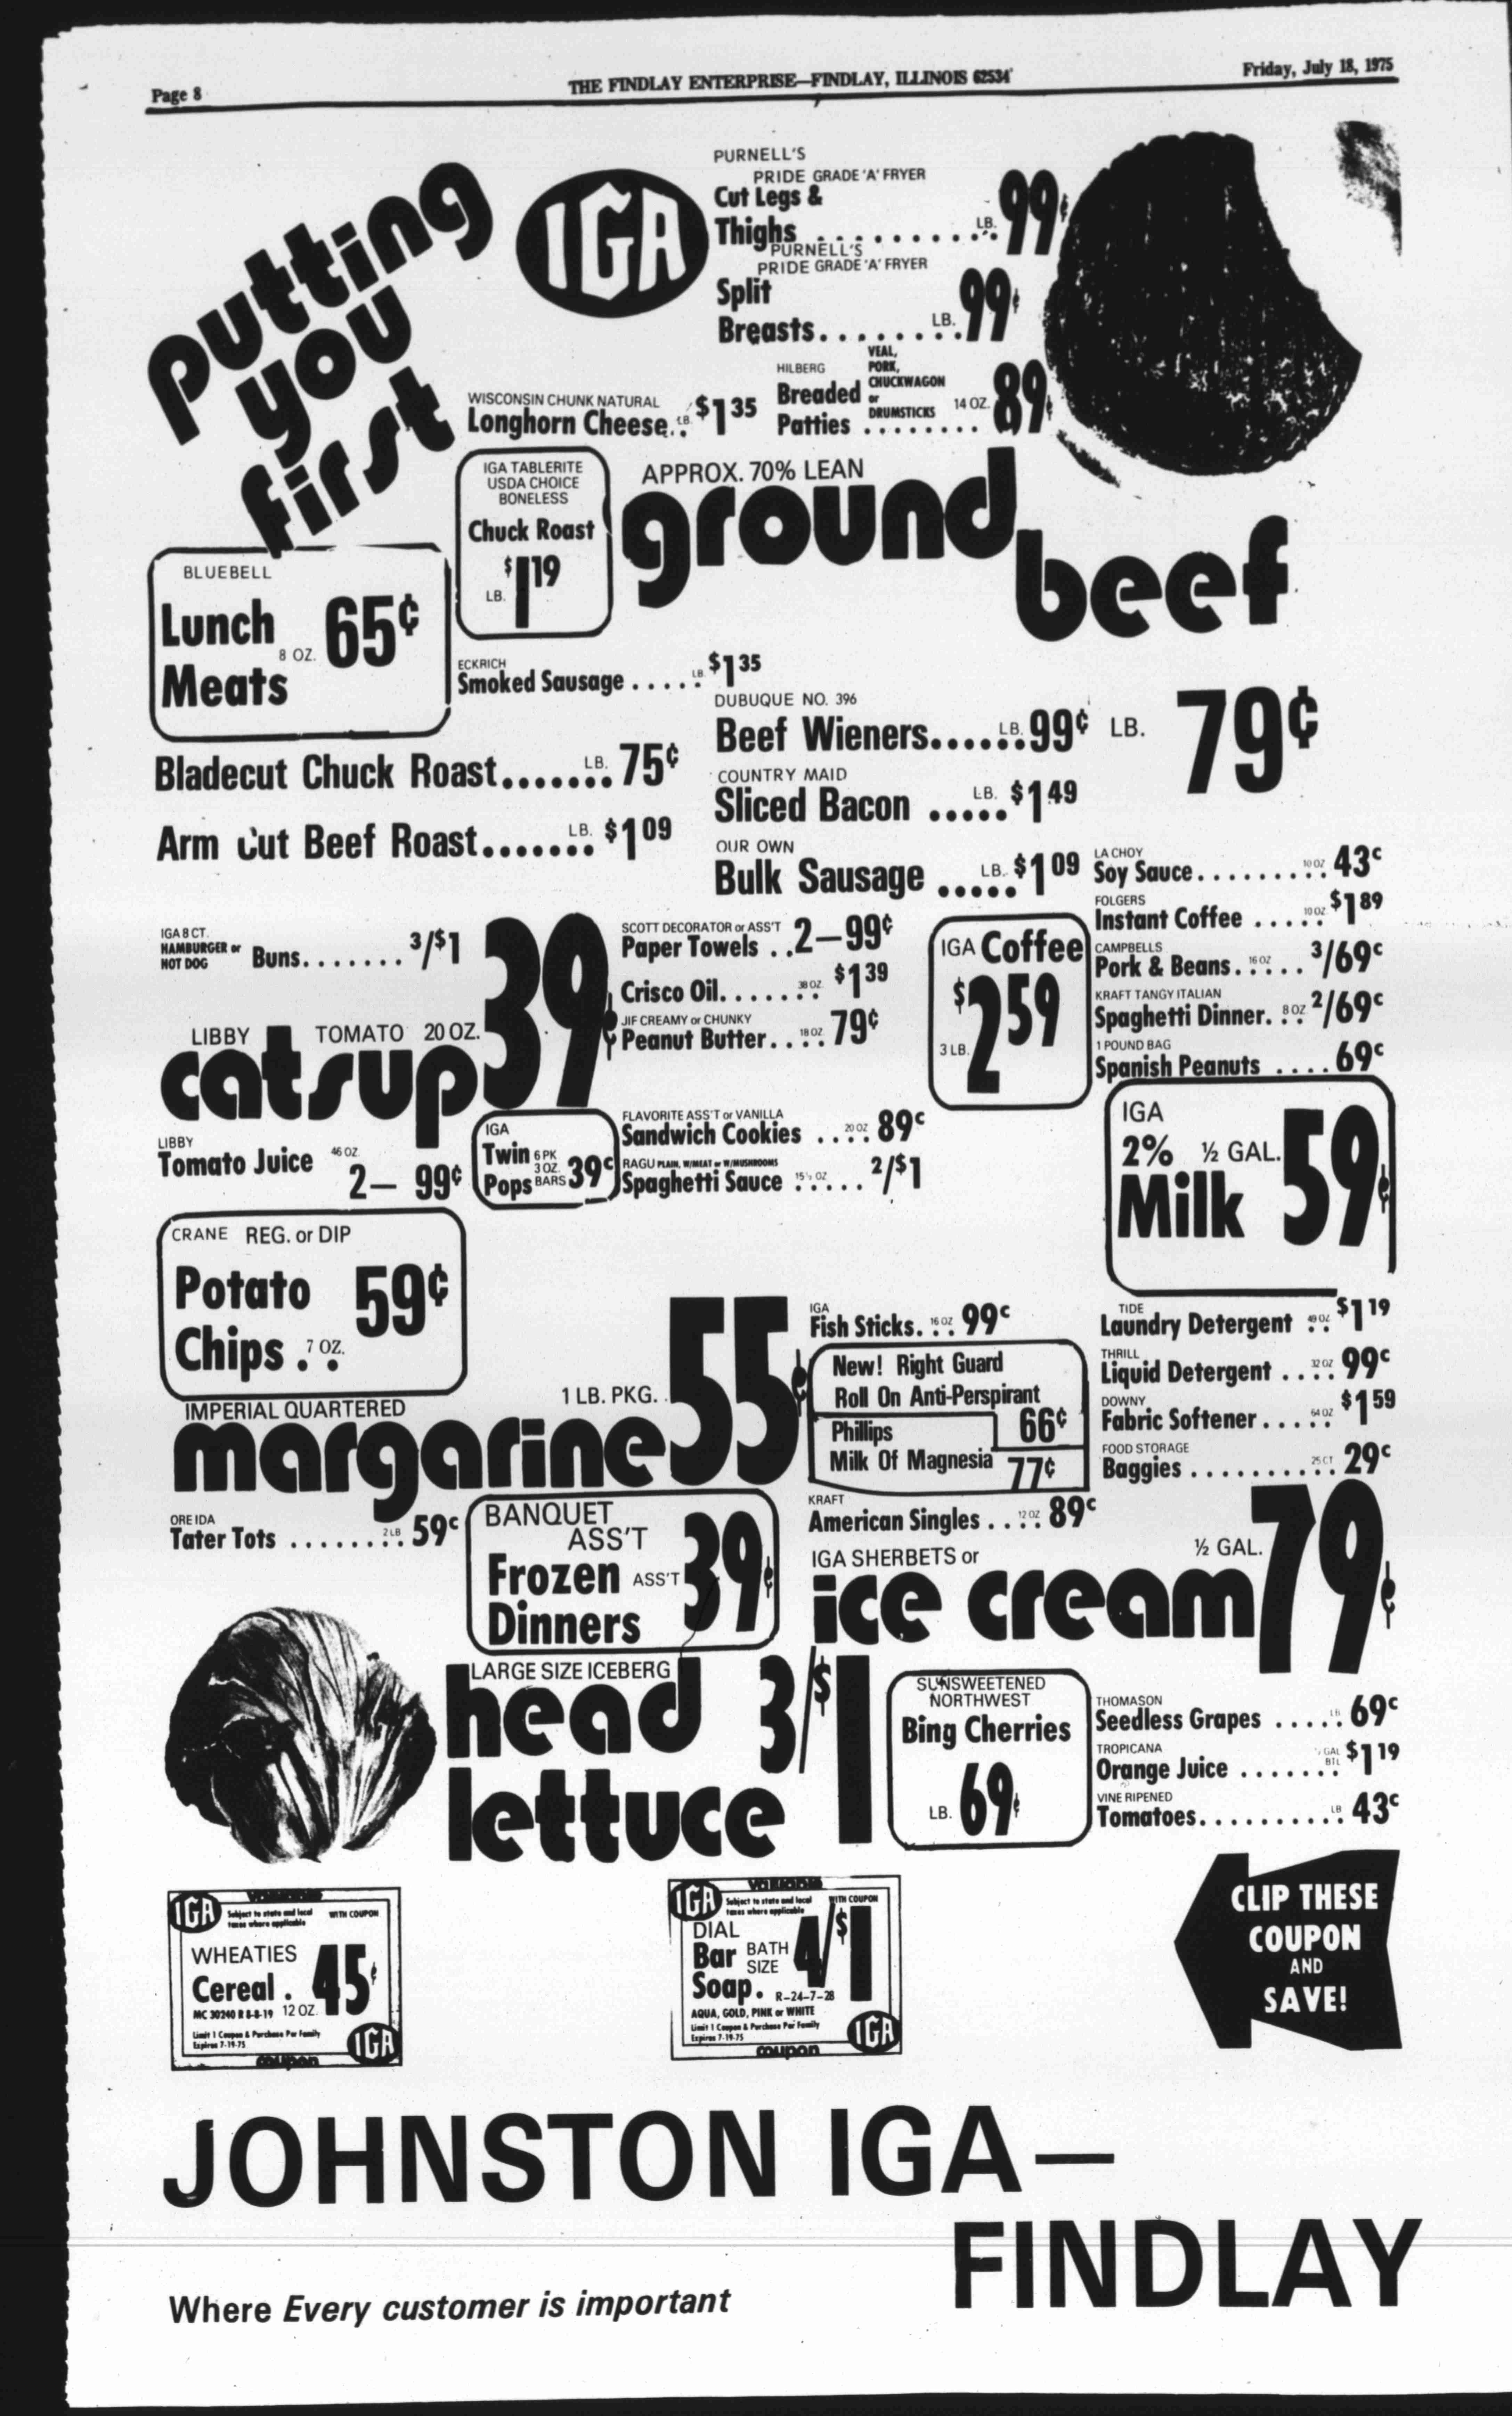 Page 8
THE FINDLAY ENTERPRISE—FINDLAY, ILLINOIS 62534
Friday, July 18, 1975
putting
you
first
IGA
PURNELL'S
PRIDE GRADE 'A' FRYER
Cut Legs &
Thighs . . . . . . . . . . LB. 99¢
PURNELL'S
PRIDE GRADE 'A' FRYER
Split
Breasts. . . . . . . . LB. 99¢
WISCONSIN CHUNK NATURAL
Longhorn Cheese. . LB. $1 35
HILBERG
Breaded
Patties
VEAL,
PORK,
CHUCKWAGON
or
DRUMSTICKS
14 OZ. 89¢
IGA TABLERITE
USDA CHOICE
BONELESS
Chuck Roast
LB. $1 19
APPROX. 70% LEAN
ground
beef
LB. 79¢
BLUEBELL
Lunch
Meats
8 OZ. 65¢
ECKRICH
Smoked Sausage . . . . . LB. $1 35
DUBUQUE NO. 396
Beef Wieners...... LB. 99¢
Bladecut Chuck Roast....... LB. 75¢
COUNTRY MAID
Sliced Bacon ..... LB. $1 49
Arm Cut Beef Roast....... LB. $1 09
OUR OWN
Bulk Sausage ..... LB. $1 09
LA CHOY
Soy Sauce. . . . . . . . . 10 OZ 43¢
FOLGERS
Instant Coffee . . . . . 10 OZ. $1 89
CAMPBELLS
Pork & Beans. . . . . 16 OZ 3/69¢
KRAFT TANGY ITALIAN
Spaghetti Dinner. . . 8 OZ 2/69¢
1 POUND BAG
Spanish Peanuts . . . . 69¢
IGA 8 CT.
HAMBURGER or
HOT DOG
Buns. . . . . . . 3/$1
LIBBY TOMATO 20 OZ.
catsup 39¢
SCOTT DECORATOR or ASS'T
Paper Towels . . 2—99¢
Crisco Oil. . . . . . . 38 OZ. $1 39
JIF CREAMY or CHUNKY
Peanut Butter. . . . . 18 OZ. 79¢
IGA Coffee
3 LB. $2 59
LIBBY
Tomato Juice 46 OZ. 2— 99¢
IGA
Twin
Pops
6 PK
3 OZ.
BARS
39¢
FLAVORITE ASS'T or VANILLA
Sandwich Cookies . . . . 20 OZ 89¢
RAGU PLAIN, W/MEAT or W/MUSHROOMS
Spaghetti Sauce . . . . . 15½ OZ 2/$1
IGA
2% ½ GAL.
Milk 59¢
CRANE REG. or DIP
Potato
Chips . . 7 OZ. 59¢
IMPERIAL QUARTERED
1 LB. PKG. .
margarine 55¢
IGA
Fish Sticks. . . . 16 OZ 99¢
New! Right Guard
Roll On Anti-Perspirant
66¢
Phillips
Milk Of Magnesia 77¢
TIDE
Laundry Detergent . . 49 OZ $1 19
THRILL
Liquid Detergent . . . . 32 OZ 99¢
DOWNY
Fabric Softener . . . . . 64 OZ $1 59
FOOD STORAGE
Baggies . . . . . . . . . . . 25 CT 29¢
ORE IDA
Tater Tots . . . . . . . . . 2 LB 59¢
BANQUET
ASS'T
Frozen
Dinners
ASS'T 39¢
KRAFT
American Singles . . . . 12 OZ 89¢
IGA SHERBETS or
½ GAL.
ice cream 79¢
LARGE SIZE ICEBERG
head
lettuce
3/$1
SUNSWEETENED
NORTHWEST
Bing Cherries
LB. 69¢
THOMASON
Seedless Grapes . . . . . LB 69¢
TROPICANA
Orange Juice . . . . . . . GAL BTL $1 19
VINE RIPENED
Tomatoes. . . . . . . . . . LB 43¢
IGA
valuable
Subject to state and local
taxes where applicable
WITH COUPON
WHEATIES
Cereal . 45¢
MC 30240 R 8-8-19 12 OZ.
Limit 1 Coupon & Purchase Per Family
Expires 7-19-75
IGA
coupon
IGA
valuable
Subject to state and local
taxes where applicable
WITH COUPON
DIAL
Bar
Soap.
BATH
SIZE
4/$1
R-24-7-28
AQUA, GOLD, PINK or WHITE
Limit 1 Coupon & Purchase Per Family
Expires 7-19-75
IGA
coupon
CLIP THESE
COUPON
AND
SAVE!
JOHNSTON IGA—
FINDLAY
Where Every customer is important